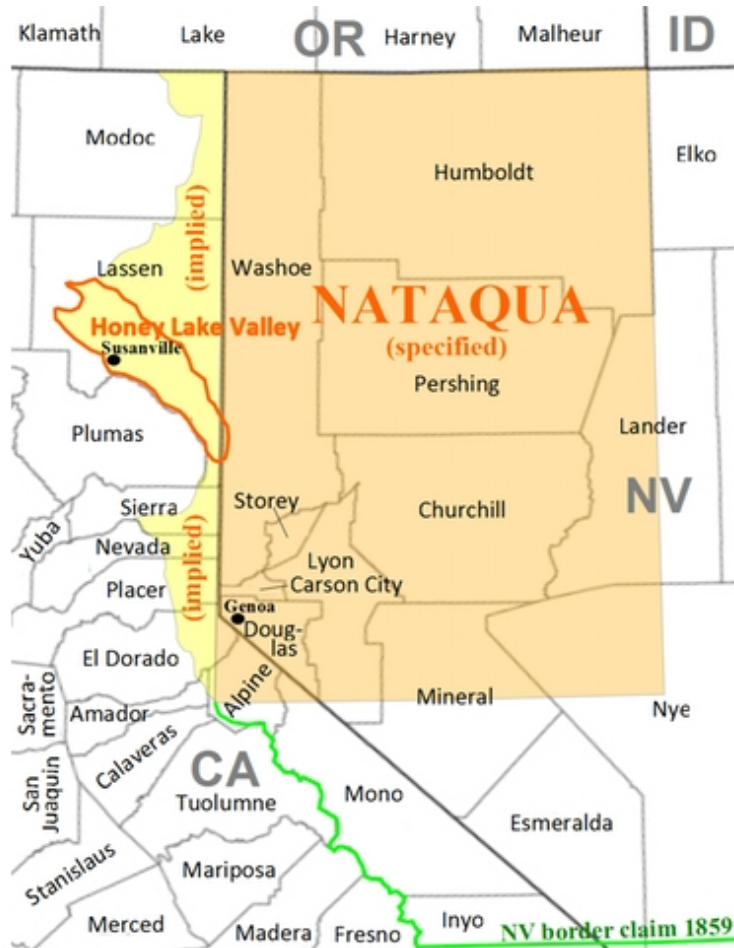 Klamath
Lake
OR
Harney
Malheur
ID
Modoc
Humboldt
Elko
(implied)
Lassen
Washoe
NATAQUA
(specified)
Honey Lake Valley
Susanville
Pershing
Plumas
Lander
NV
Sierra
Storey
Churchill
Yuba
Nevada
(implied)
Lyon
Placer
Carson City
Genoa
Doug-
las
El Dorado
Alpine
Mineral
Sacra-
mento
Amador
Nye
Calaveras
CA
San
Juaquin
Tuolumne
Mono
Esmeralda
Stanislaus
Mariposa
Merced
Madera
Fresno
Inyo
NV border claim 1859